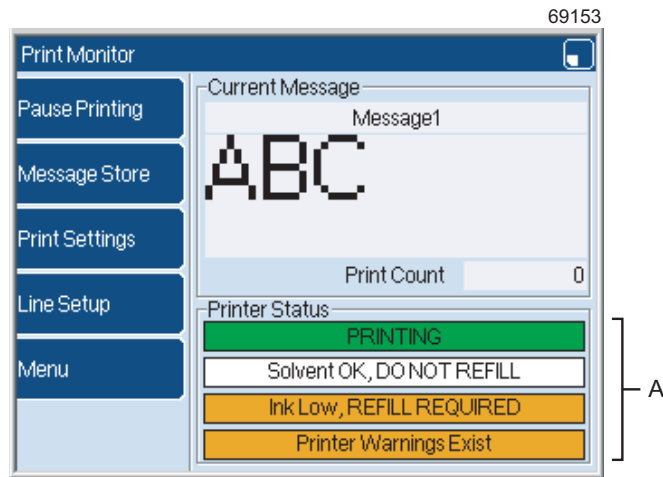 69153
Print Monitor
Pause Printing
Message Store
Print Settings
Line Setup
Menu
Current Message
Message1
ABC
Print Count 0
Printer Status
PRINTING
Solvent OK, DO NOT REFILL
Ink Low, REFILL REQUIRED
Printer Warnings Exist
A